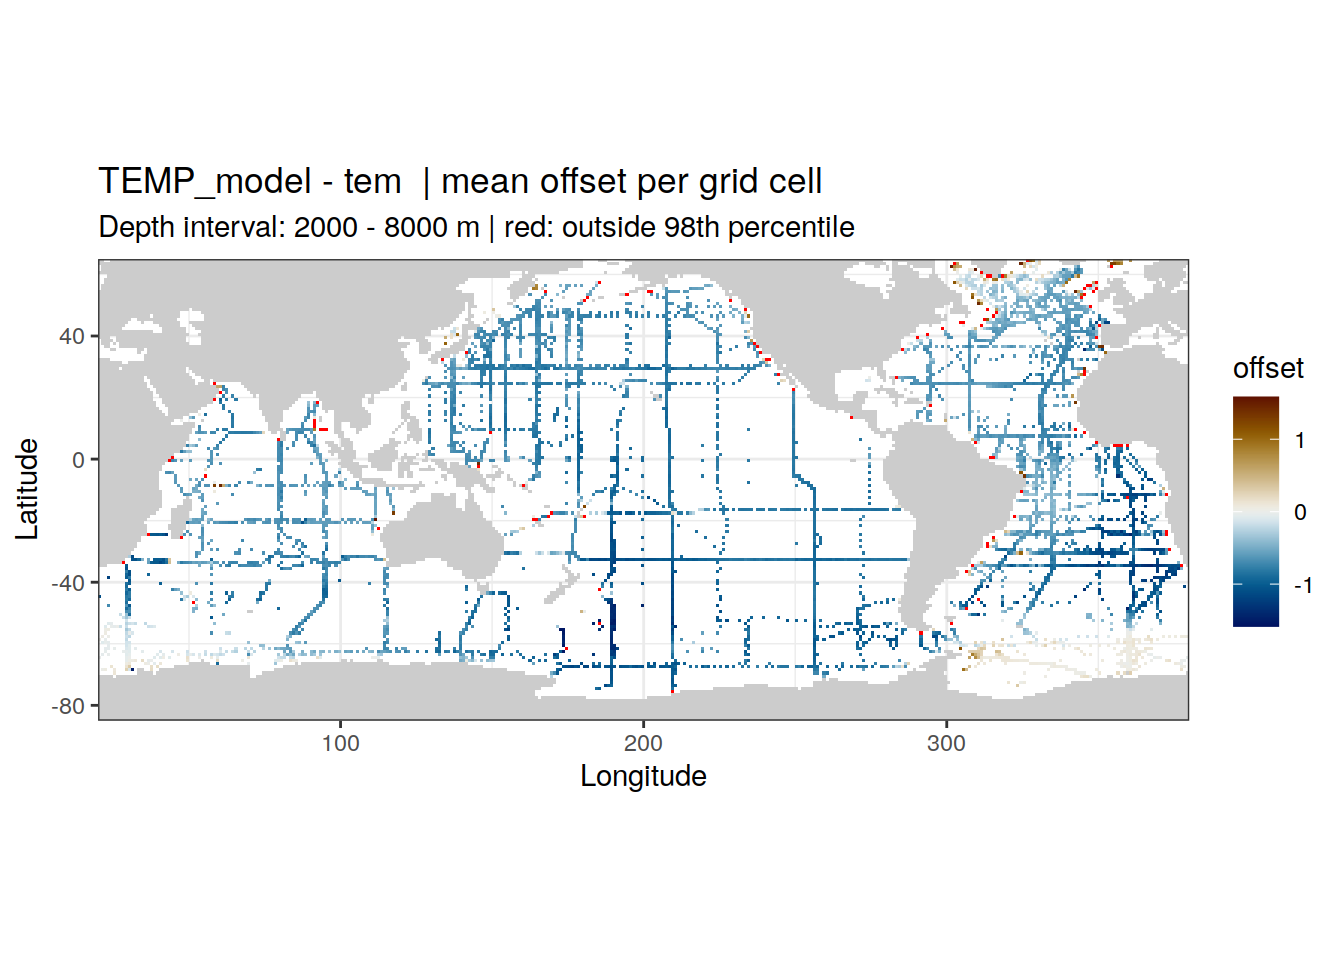 TEMP_model - tem  | mean offset per grid cell
Depth interval: 2000 - 8000 m | red: outside 98th percentile
offset
1
0
-1
40
0
-40
-80
Latitude
100
200
300
Longitude